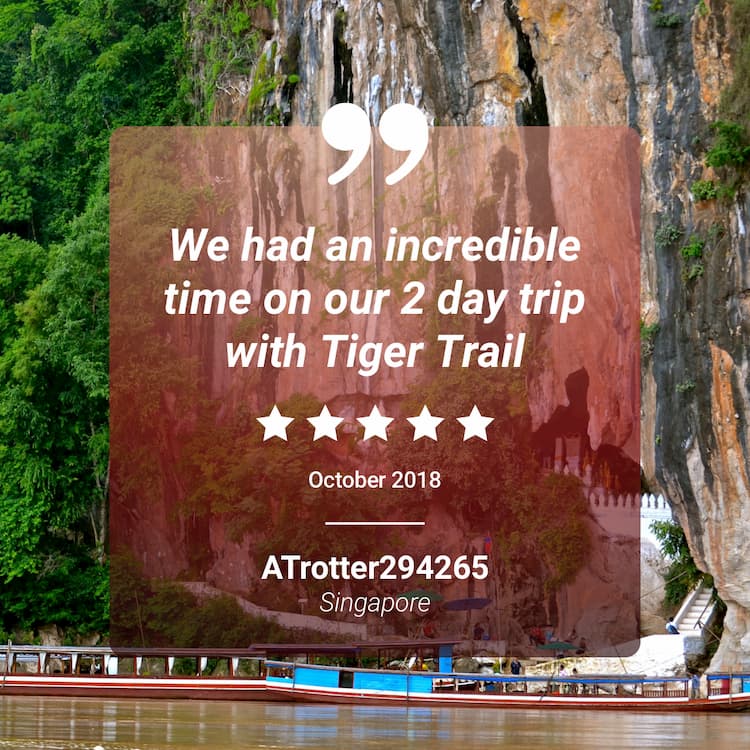 We had an incredible
time on our 2 day trip
with Tiger Trail
October 2018
ATrotter294265
Singapore